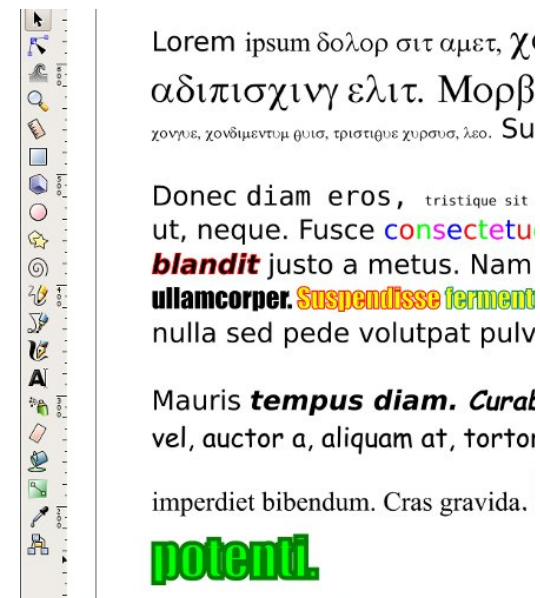 Lorem ipsum δολορ σιτ αμετ,
αδιπισχινγ ελιτ. Μορβ
χονγυε, χονδιμεντυμ θυισ, τριστιθυε χυρσυσ, λεο. Su
Donec diam eros, tristique sit
ut, neque. Fusce consectetu
blandit justo a metus. Nam
ullamcorper. Suspendisse ferment
nulla sed pede volutpat pulv
Mauris tempus diam. Curab
vel, auctor a, aliquam at, tortor
imperdiet bibendum. Cras gravida.
potenti.